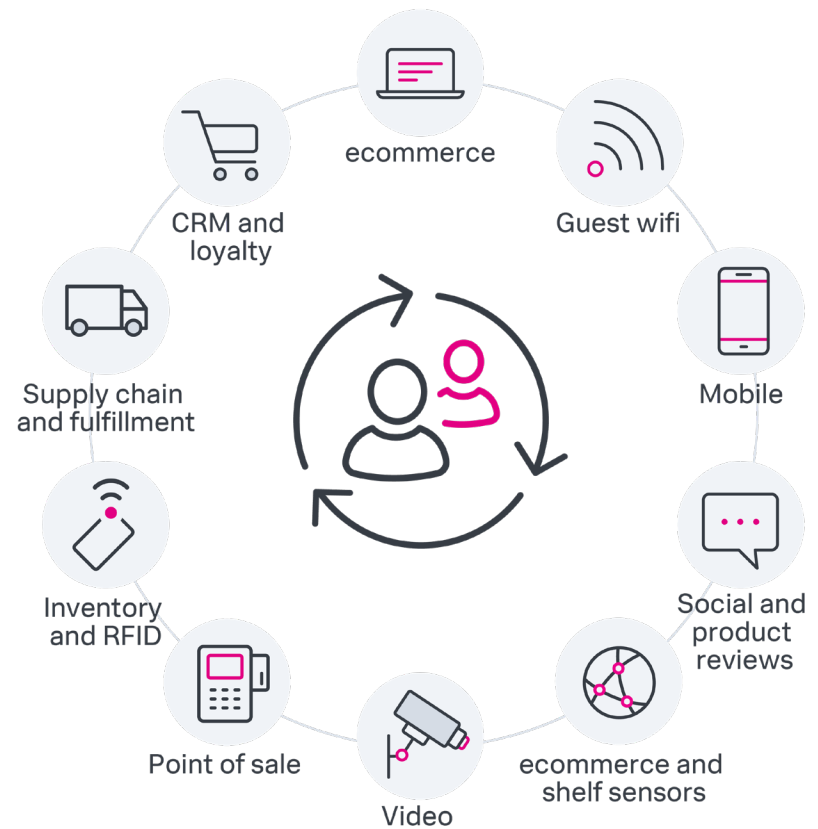 ecommerce
Guest wifi
Mobile
Social and
product
reviews
ecommerce and
shelf sensors
Video
Point of sale
Inventory
and RFID
Supply chain
and fulfillment
CRM and
loyalty